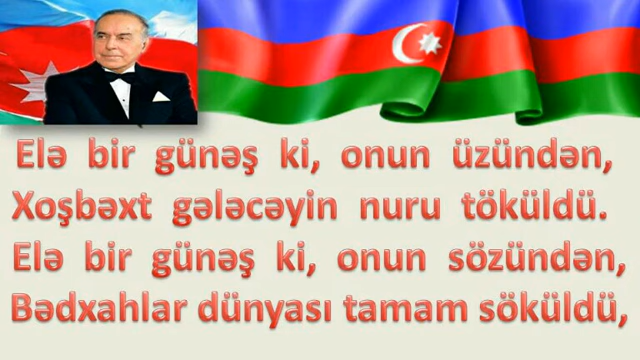 Elə bir günəş ki, onun üzündən,
Xoşbəxt gələcəyin nuru töküldü.
Elə bir günəş ki, onun sözündən,
Bədxahlar dünyası tamam söküldü,